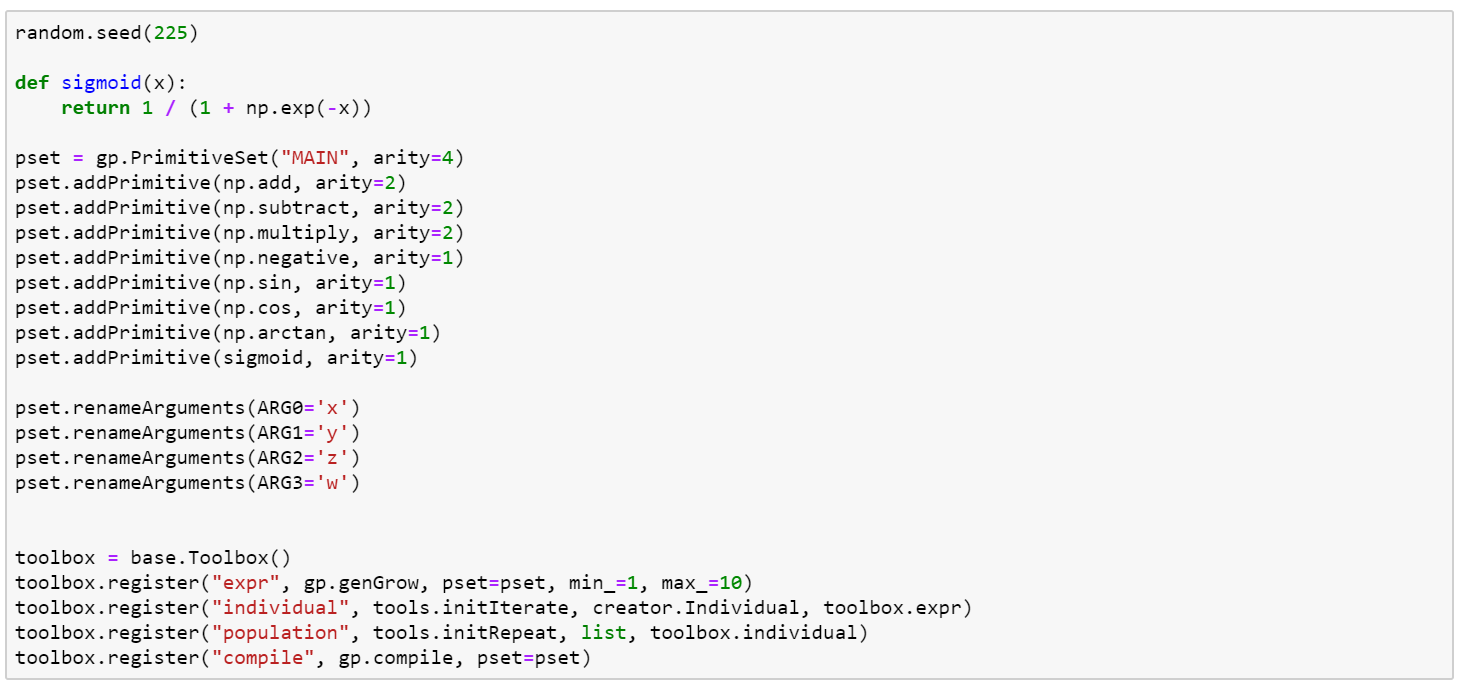 random.seed(225)
def sigmoid(x):
    return 1 / (1 + np.exp(-x))
pset = gp.PrimitiveSet("MAIN", arity=4)
pset.addPrimitive(np.add, arity=2)
pset.addPrimitive(np.subtract, arity=2)
pset.addPrimitive(np.multiply, arity=2)
pset.addPrimitive(np.negative, arity=1)
pset.addPrimitive(np.sin, arity=1)
pset.addPrimitive(np.cos, arity=1)
pset.addPrimitive(np.arctan, arity=1)
pset.addPrimitive(sigmoid, arity=1)
pset.renameArguments(ARG0='x')
pset.renameArguments(ARG1='y')
pset.renameArguments(ARG2='z')
pset.renameArguments(ARG3='w')
toolbox = base.Toolbox()
toolbox.register("expr", gp.genGrow, pset=pset, min_=1, max_=10)
toolbox.register("individual", tools.initIterate, creator.Individual, toolbox.expr)
toolbox.register("population", tools.initRepeat, list, toolbox.individual)
toolbox.register("compile", gp.compile, pset=pset)